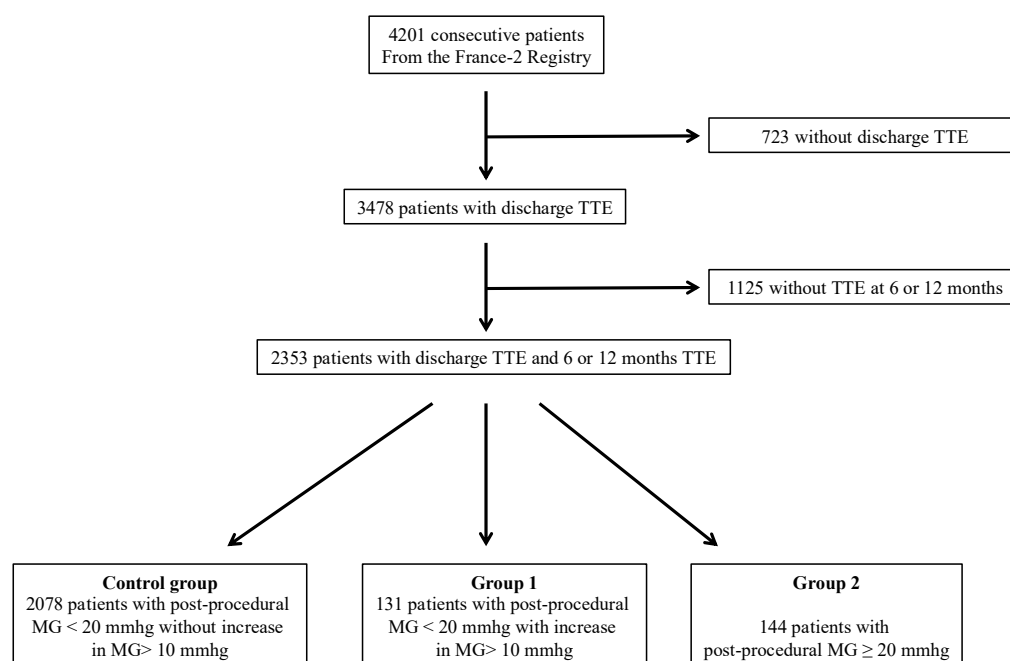 4201 consecutive patients
From the France-2 Registry
723 without discharge TTE
3478 patients with discharge TTE
1125 without TTE at 6 or 12 months
2353 patients with discharge TTE and 6 or 12 months TTE
Control group
2078 patients with post-procedural
MG < 20 mmhg without increase
in MG> 10 mmhg
Group 1
131 patients with post-procedural
MG < 20 mmhg with increase
in MG> 10 mmhg
Group 2
144 patients with
post-procedural MG ≥ 20 mmhg